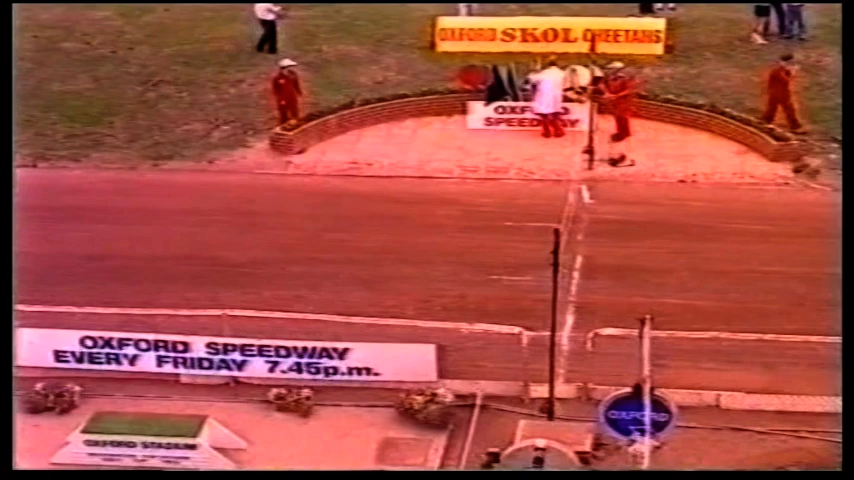 OXFORD SKOL CHEETAHS
OXFORD
SPEEDWAY
OXFORD SPEEDWAY
EVERY FRIDAY 7.45p.m.
OXFORD
OXFORD STADIUM